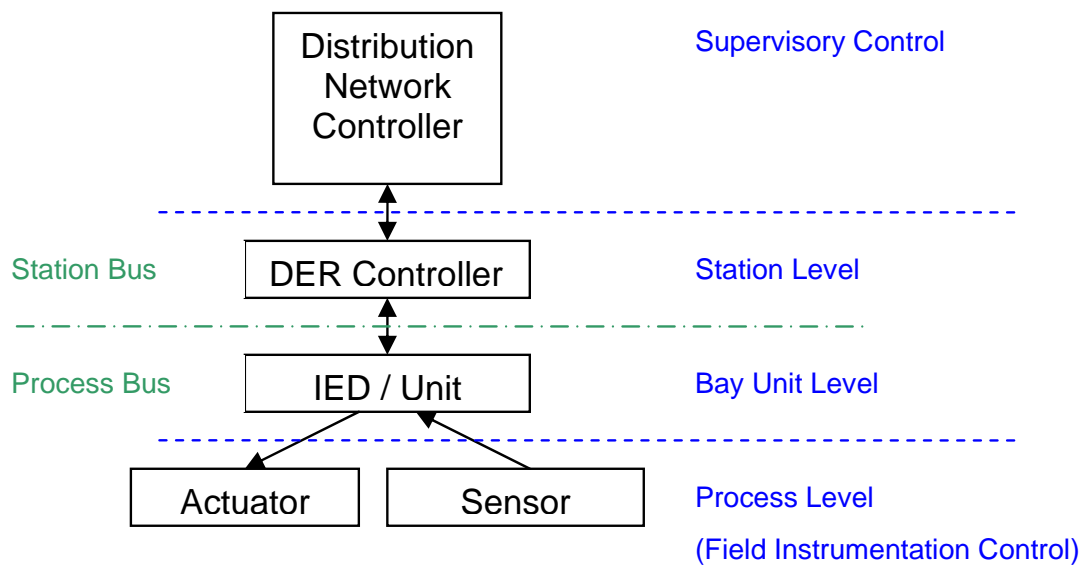 Distribution
Network
Controller
Supervisory Control
Station Bus
DER Controller
Station Level
Process Bus
IED / Unit
Bay Unit Level
Actuator
Sensor
Process Level
(Field Instrumentation Control)